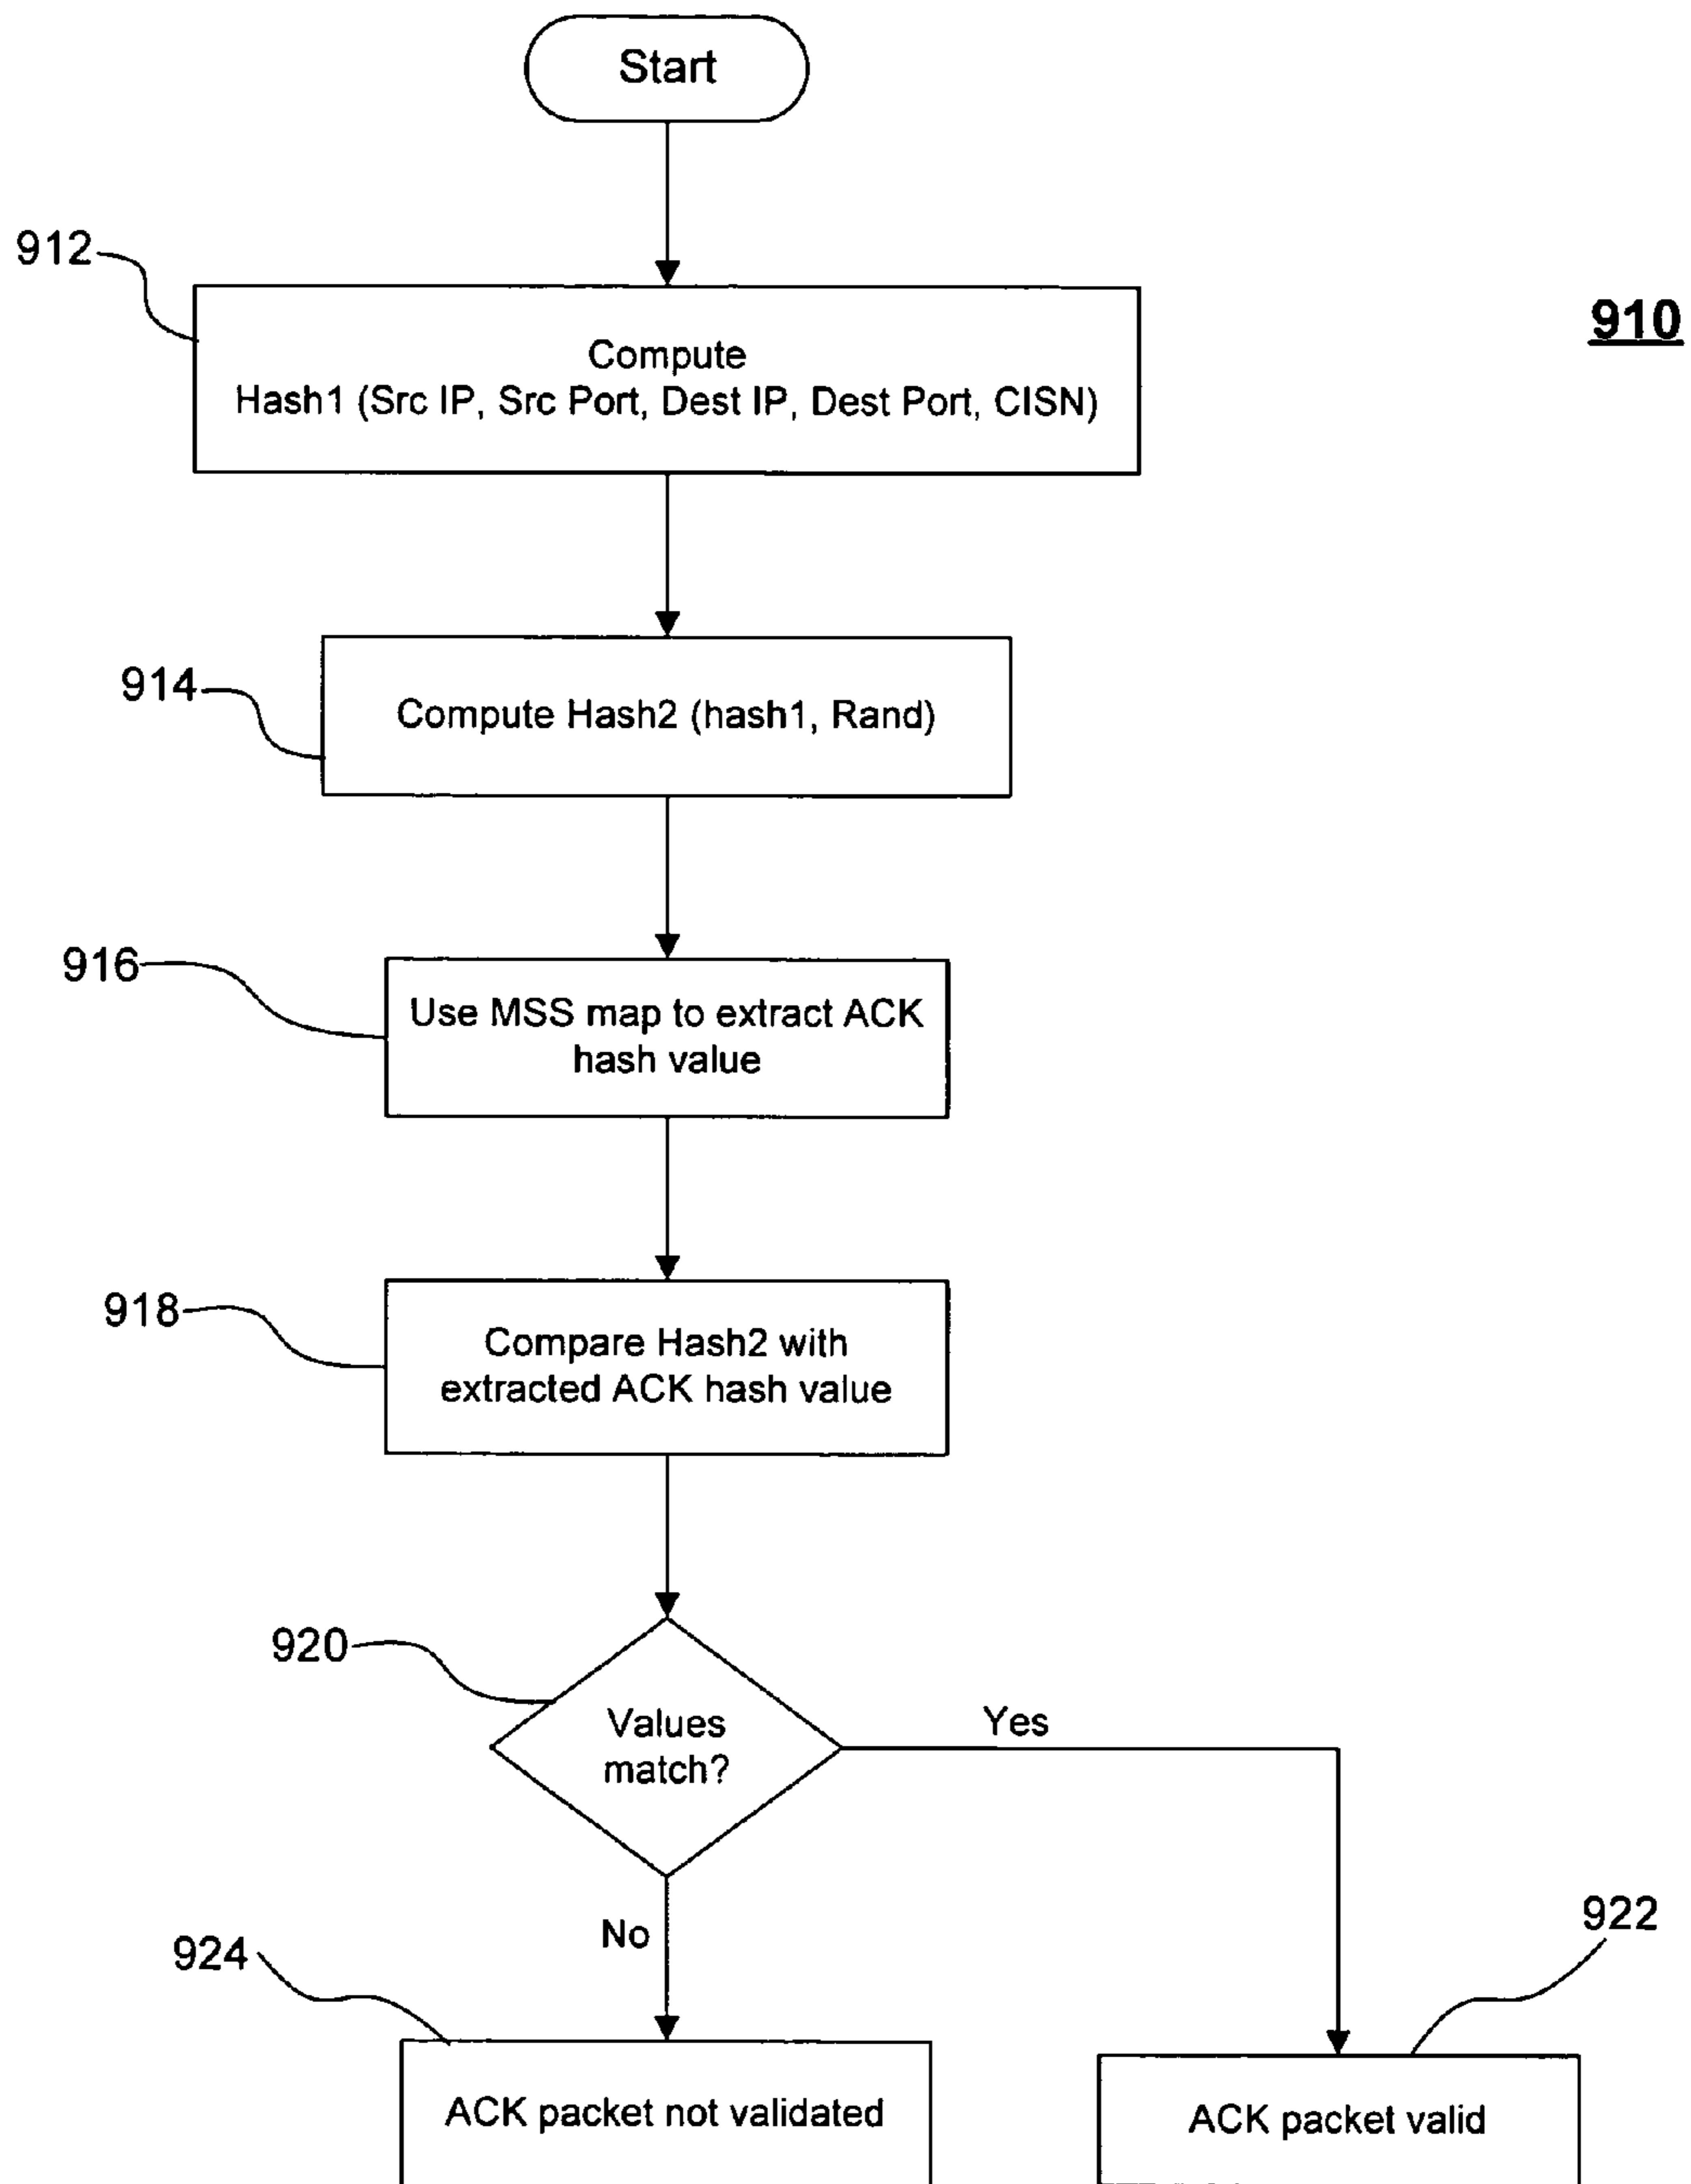 Start
912
910
Compute
Hash1 (Src IP, Src Port, Dest IP, Dest Port, CISN)
914
Compute Hash2 (hash1, Rand)
916
Use MSS map to extract ACK
hash value
918
Compare Hash2 with
extracted ACK hash value
920
Values
match?
Yes
No
924
922
ACK packet not validated
ACK packet valid